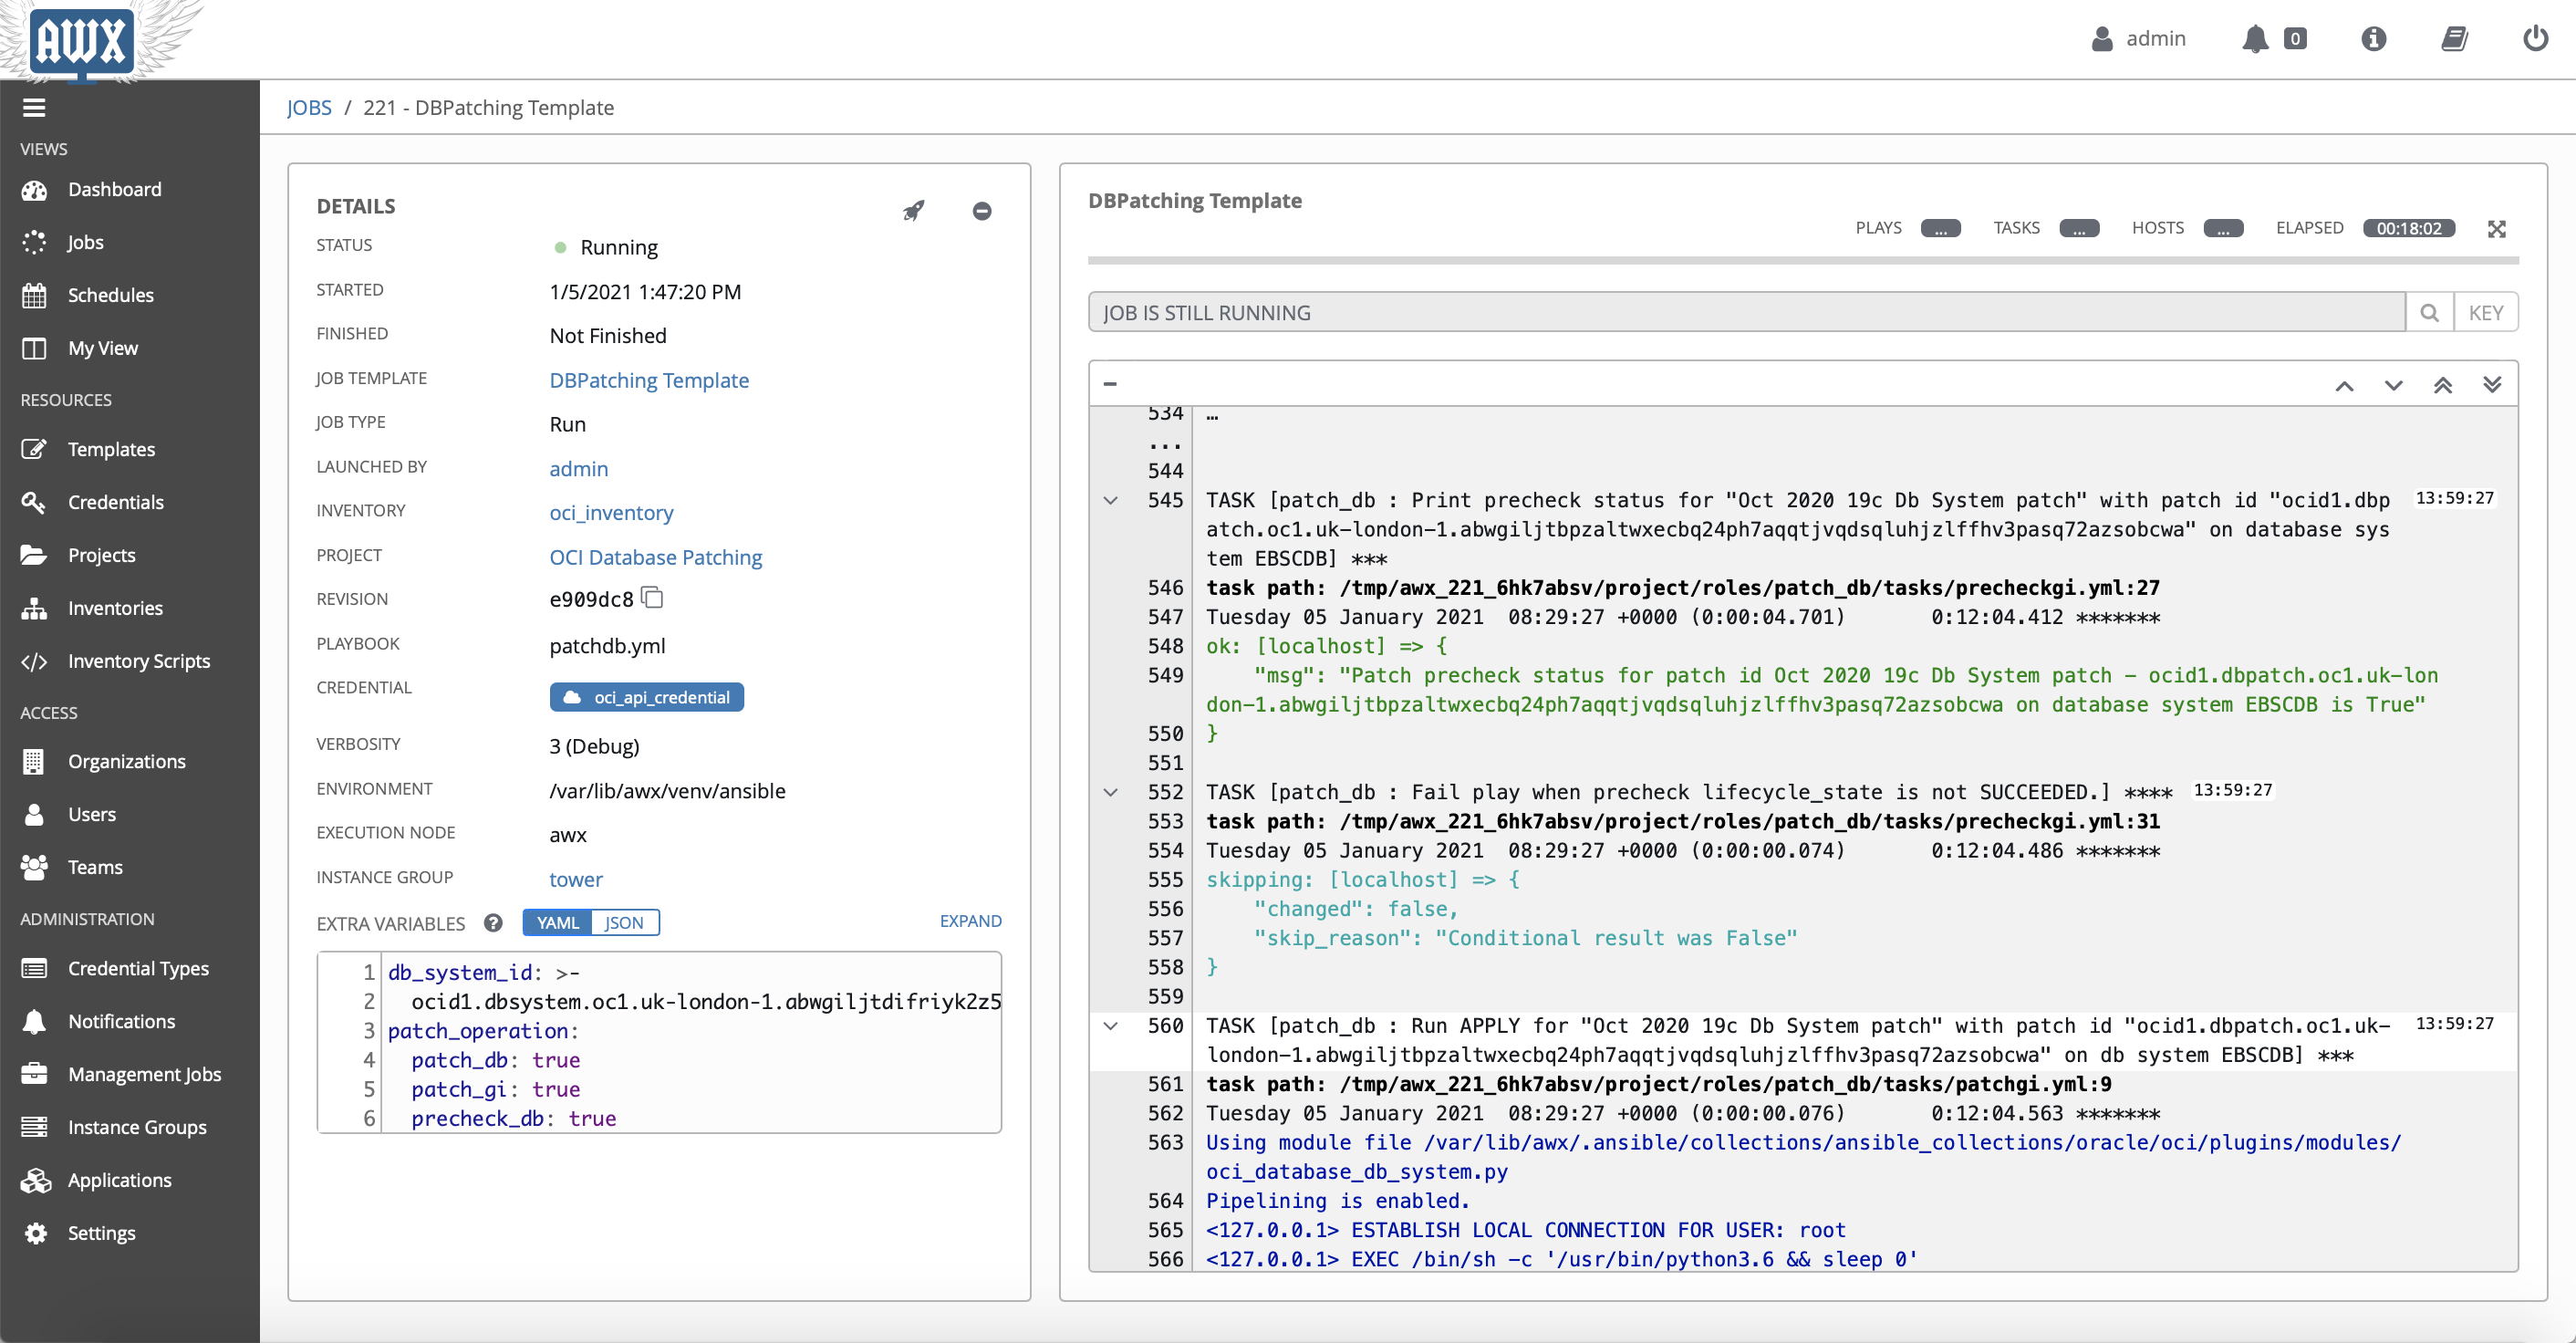 AWX
admin
0
VIEWS
Dashboard
Jobs
Schedules
My View
RESOURCES
Templates
Credentials
Projects
Inventories
Inventory Scripts
ACCESS
Organizations
Users
Teams
ADMINISTRATION
Credential Types
Notifications
Management Jobs
Instance Groups
Applications
Settings
JOBS / 221 - DBPatching Template
DETAILS
STATUS Running
STARTED 1/5/2021 1:47:20 PM
FINISHED Not Finished
JOB TEMPLATE DBPatching Template
JOB TYPE Run
LAUNCHED BY admin
INVENTORY oci_inventory
PROJECT OCI Database Patching
REVISION e909dc8
PLAYBOOK patchdb.yml
CREDENTIAL oci_api_credential
VERBOSITY 3 (Debug)
ENVIRONMENT /var/lib/awx/venv/ansible
EXECUTION NODE awx
INSTANCE GROUP tower
EXTRA VARIABLES ? YAML JSON EXPAND
1 db_system_id: >-
2 ocid1.dbsystem.oc1.uk-london-1.abwgiljtdifriyk2z5
3 patch_operation:
4 patch_db: true
5 patch_gi: true
6 precheck_db: true
DBPatching Template
PLAYS ... TASKS ... HOSTS ... ELAPSED 00:18:02
JOB IS STILL RUNNING KEY
534 …
...
544
545 TASK [patch_db : Print precheck status for "Oct 2020 19c Db System patch" with patch id "ocid1.dbp 13:59:27
atch.oc1.uk-london-1.abwgiljtbpzaltwxecbq24ph7aqqtjvqdsqluhjzlffhv3pasq72azsobcwa" on database sys
tem EBSCDB] ***
546 task path: /tmp/awx_221_6hk7absv/project/roles/patch_db/tasks/precheckgi.yml:27
547 Tuesday 05 January 2021 08:29:27 +0000 (0:00:04.701) 0:12:04.412 *******
548 ok: [localhost] => {
549 "msg": "Patch precheck status for patch id Oct 2020 19c Db System patch - ocid1.dbpatch.oc1.uk-lon
don-1.abwgiljtbpzaltwxecbq24ph7aqqtjvqdsqluhjzlffhv3pasq72azsobcwa on database system EBSCDB is True"
550 }
551
552 TASK [patch_db : Fail play when precheck lifecycle_state is not SUCCEEDED.] **** 13:59:27
553 task path: /tmp/awx_221_6hk7absv/project/roles/patch_db/tasks/precheckgi.yml:31
554 Tuesday 05 January 2021 08:29:27 +0000 (0:00:00.074) 0:12:04.486 *******
555 skipping: [localhost] => {
556 "changed": false,
557 "skip_reason": "Conditional result was False"
558 }
559
560 TASK [patch_db : Run APPLY for "Oct 2020 19c Db System patch" with patch id "ocid1.dbpatch.oc1.uk- 13:59:27
london-1.abwgiljtbpzaltwxecbq24ph7aqqtjvqdsqluhjzlffhv3pasq72azsobcwa" on db system EBSCDB] ***
561 task path: /tmp/awx_221_6hk7absv/project/roles/patch_db/tasks/patchgi.yml:9
562 Tuesday 05 January 2021 08:29:27 +0000 (0:00:00.076) 0:12:04.563 *******
563 Using module file /var/lib/awx/.ansible/collections/ansible_collections/oracle/oci/plugins/modules/
oci_database_db_system.py
564 Pipelining is enabled.
565 <127.0.0.1> ESTABLISH LOCAL CONNECTION FOR USER: root
566 <127.0.0.1> EXEC /bin/sh -c '/usr/bin/python3.6 && sleep 0'